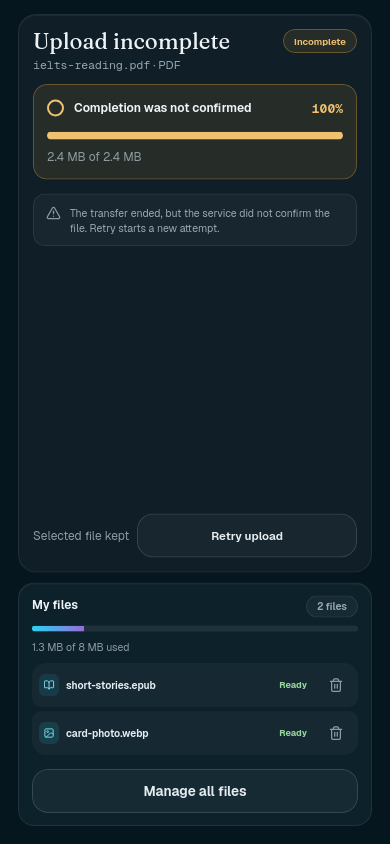 Upload incomplete
Incomplete
ielts-reading.pdf · PDF
Completion was not confirmed
100%
2.4 MB of 2.4 MB
The transfer ended, but the service did not confirm the
file. Retry starts a new attempt.
Selected file kept
Retry upload
My files
2 files
1.3 MB of 8 MB used
short-stories.epub
Ready
card-photo.webp
Ready
Manage all files